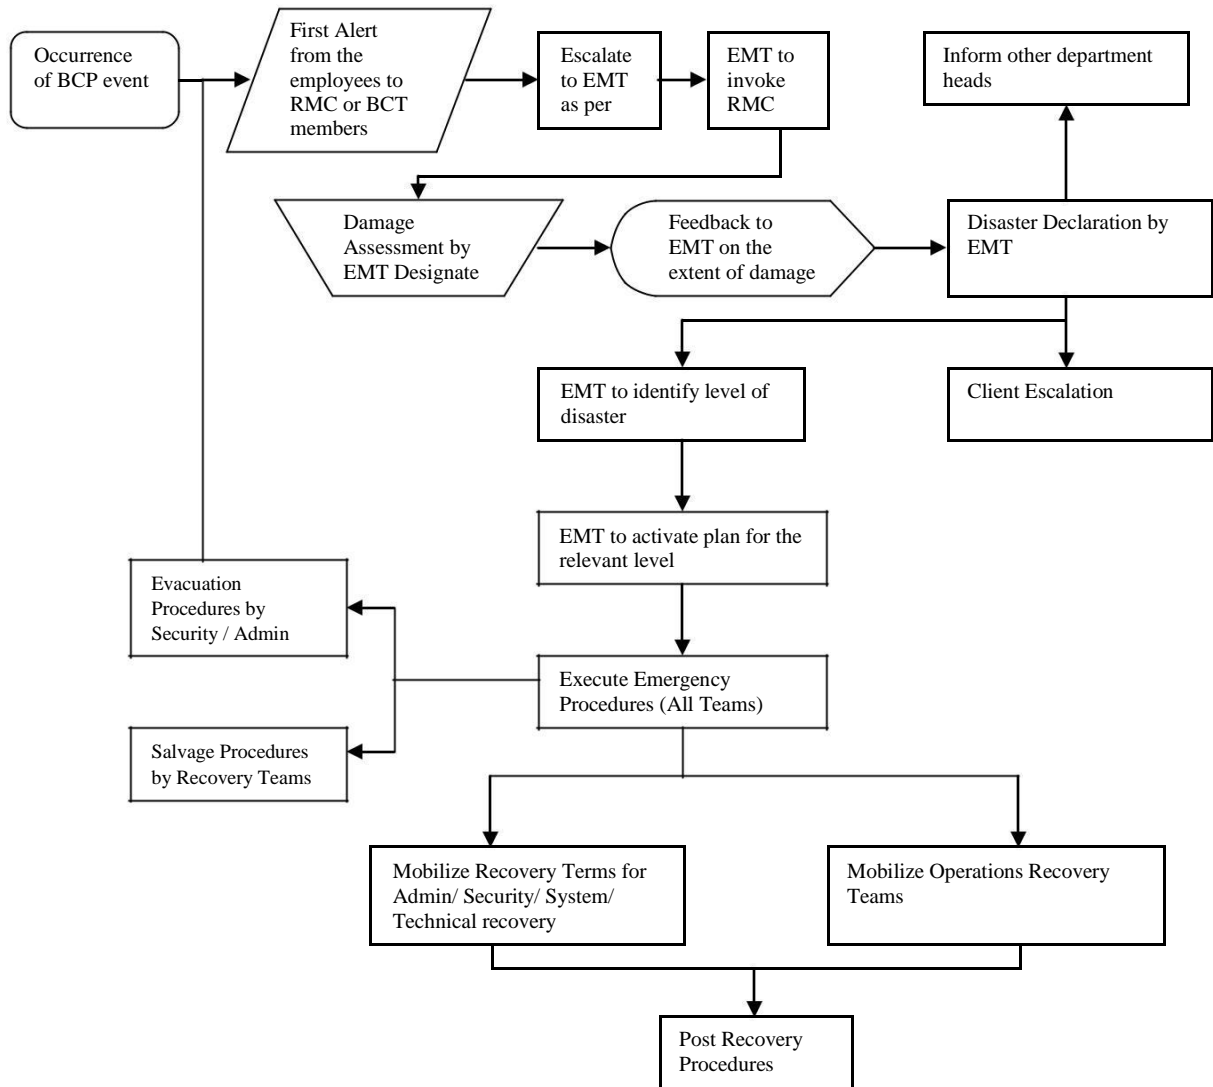 Occurrence
of BCP event
First Alert
from the
employees to
RMC or BCT
members
Escalate
to EMT
as per
EMT to
invoke
RMC
Inform other department
heads
Damage
Assessment by
EMT Designate
Feedback to
EMT on the
extent of damage
Disaster Declaration by
EMT
EMT to identify level of
disaster
Client Escalation
EMT to activate plan for the
relevant level
Evacuation
Procedures by
Security / Admin
Execute Emergency
Procedures (All Teams)
Salvage Procedures
by Recovery Teams
Mobilize Recovery Terms for
Admin/ Security/ System/
Technical recovery
Mobilize Operations Recovery
Teams
Post Recovery
Procedures